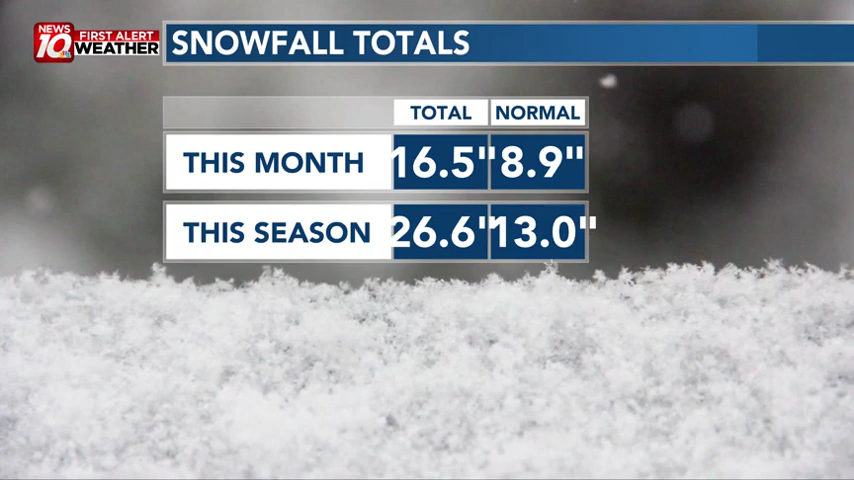 NEWS
10
FIRST ALERT
WEATHER
SNOWFALL TOTALS
TOTAL NORMAL
THIS MONTH 16.5" 8.9"
THIS SEASON 26.6" 13.0"